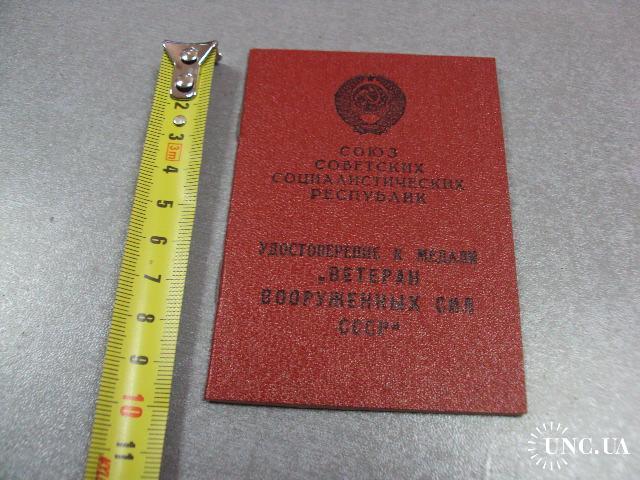 СОЮЗ
СОВЕТСКИХ
СОЦИАЛИСТИЧЕСКИХ
РЕСПУБЛИК
УДОСТОВЕРЕНИЕ К МЕДАЛИ
„ВЕТЕРАН
ВООРУЖЕННЫХ СИЛ
СССР“
2
3
3m
4
5
6
7
8
9
10
11
UNC.UA